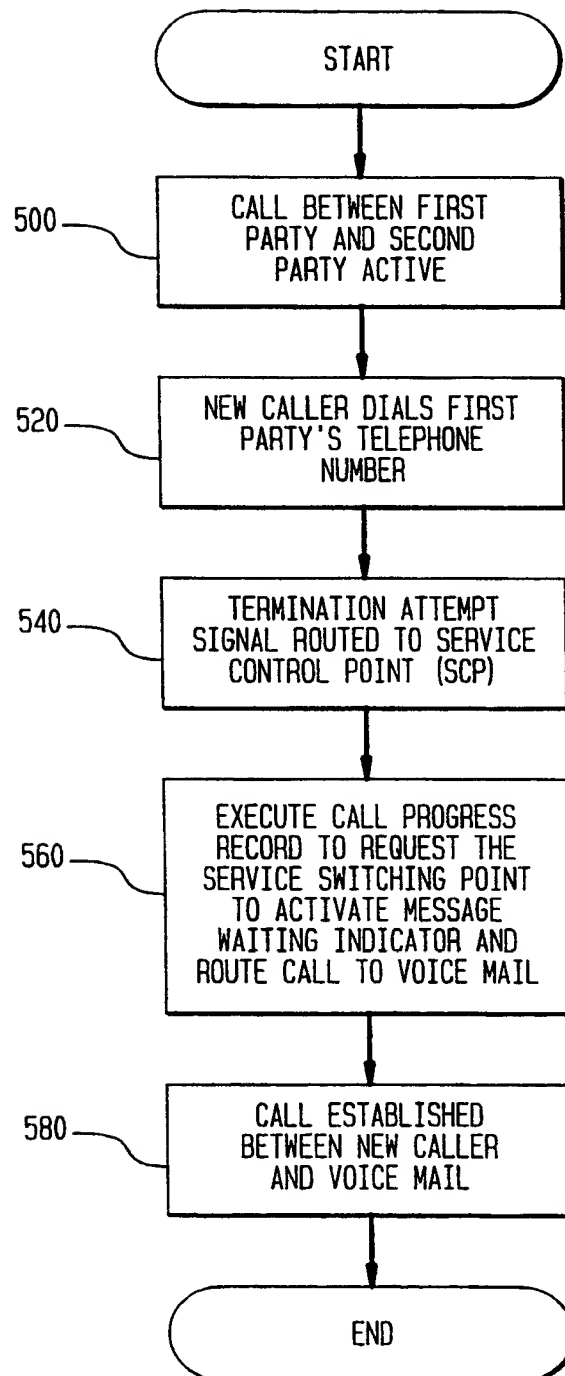 START
500
CALL BETWEEN FIRST
PARTY AND SECOND
PARTY ACTIVE
520
NEW CALLER DIALS FIRST
PARTY'S TELEPHONE
NUMBER
540
TERMINATION ATTEMPT
SIGNAL ROUTED TO SERVICE
CONTROL POINT (SCP)
560
EXECUTE CALL PROGRESS
RECORD TO REQUEST THE
SERVICE SWITCHING POINT
TO ACTIVATE MESSAGE
WAITING INDICATOR AND
ROUTE CALL TO VOICE MAIL
580
CALL ESTABLISHED
BETWEEN NEW CALLER
AND VOICE MAIL
END